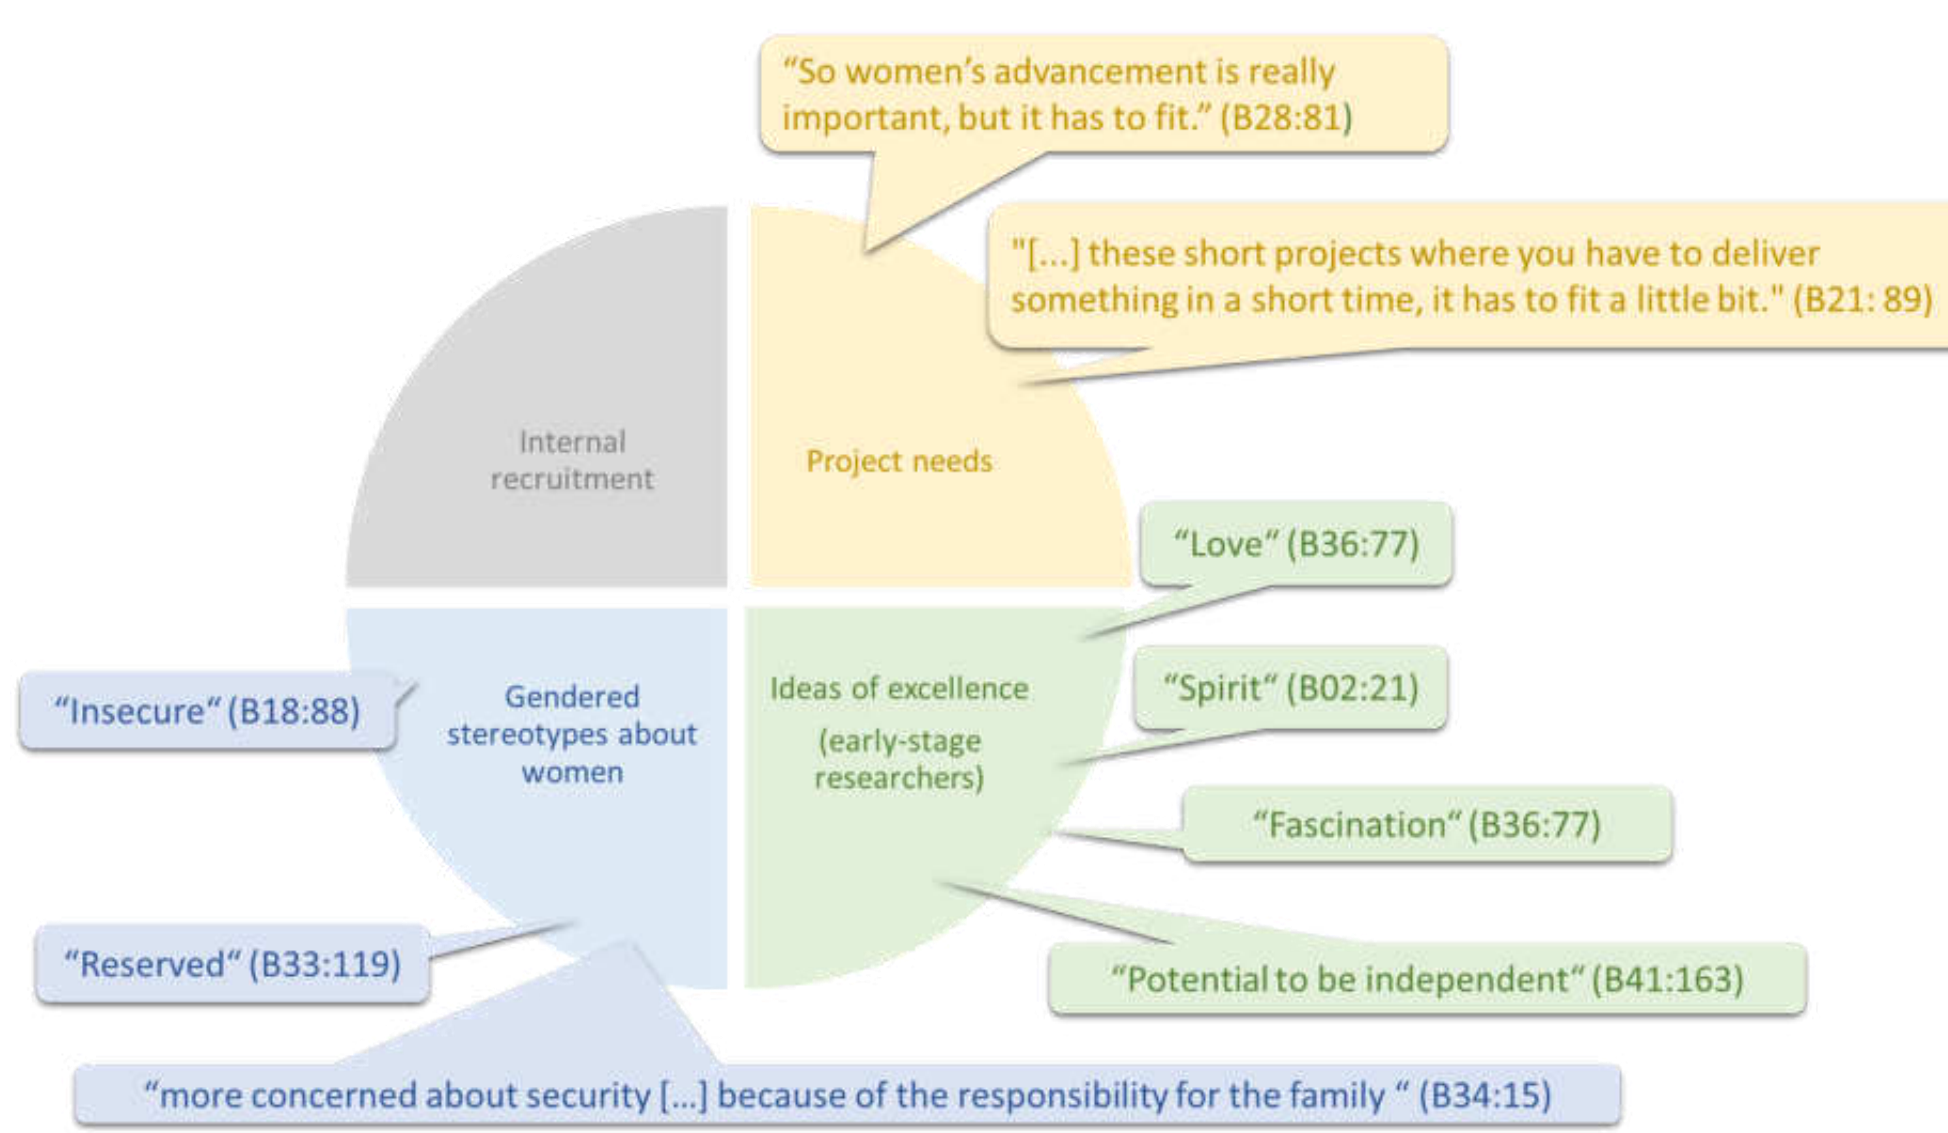 “So women’s advancement is really
important, but it has to fit.” (B28:81)
"[...] these short projects where you have to deliver
something in a short time, it has to fit a little bit." (B21: 89)
Internal
recruitment
Project needs
“Love“ (B36:77)
“Spirit“ (B02:21)
“Fascination“ (B36:77)
“Potential to be independent“ (B41:163)
Ideas of excellence
(early-stage
researchers)
Gendered
stereotypes about
women
“Insecure“ (B18:88)
“Reserved“ (B33:119)
“more concerned about security [...] because of the responsibility for the family “ (B34:15)